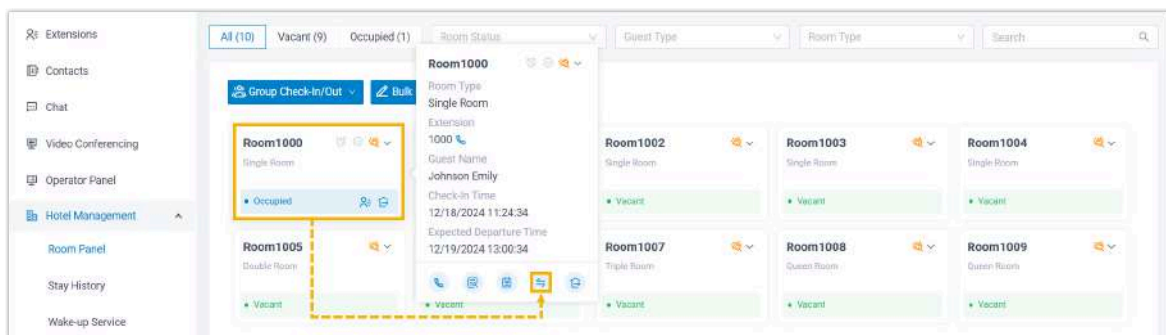 Extensions
Contacts
Chat
Video Conferencing
Operator Panel
Hotel Management
Room Panel
Stay History
Wake-up Service
All (10) Vacant (9) Occupied (1) Room Status Guest Type Room Type Search
Group Check-In/Out Bulk
Room1000
Single Room
Occupied
Room1000
Room Type
Single Room
Extension
1000
Guest Name
Johnson Emily
Check-In Time
12/18/2024 11:24:34
Expected Departure Time
12/19/2024 13:00:34
Room1002
Single Room
Vacant
Room1003
Single Room
Vacant
Room1004
Single Room
Vacant
Room1005
Double Room
Vacant
Vacant
Room1007
Triple Room
Vacant
Room1008
Queen Room
Vacant
Room1009
Queen Room
Vacant